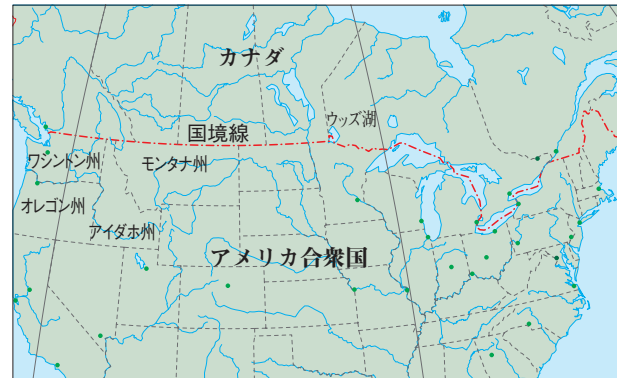 カナダ
国境線
ウッズ湖
ワシントン州
モンタナ州
オレゴン州
アイダホ州
アメリカ合衆国